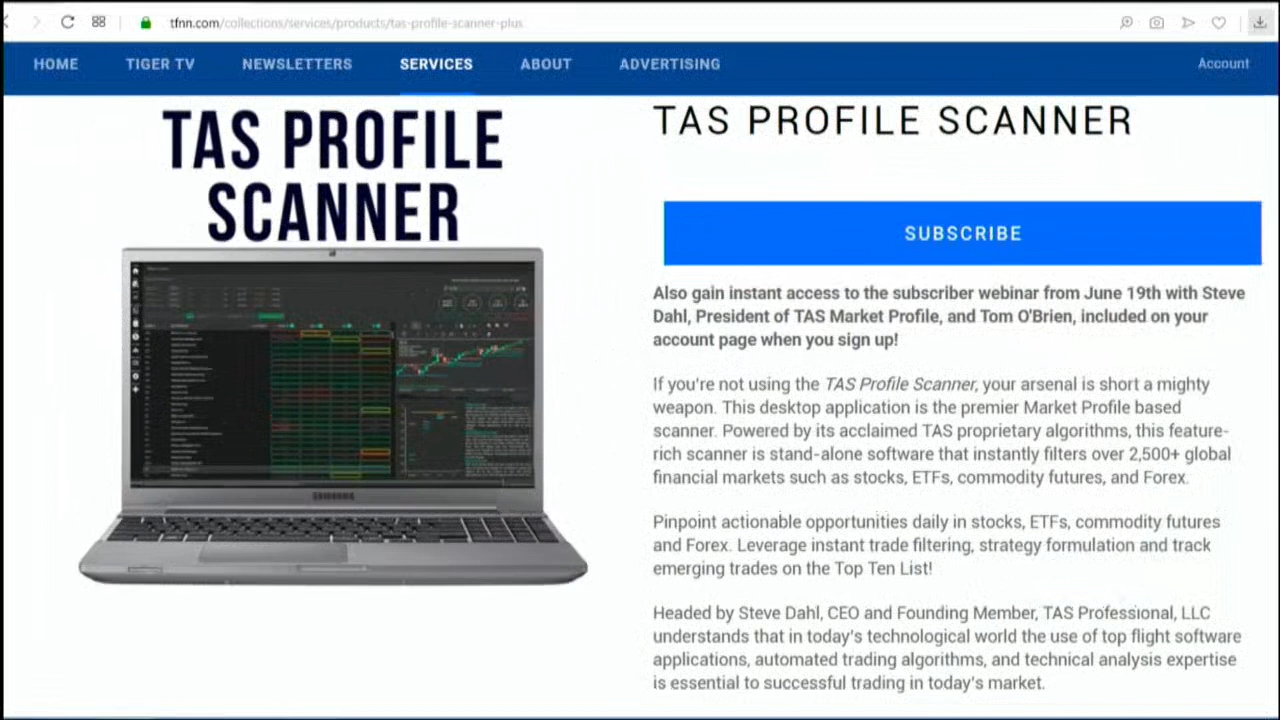 tfnn.com/collections/services/products/tas-profile-scanner-plus
HOME TIGER TV NEWSLETTERS SERVICES ABOUT ADVERTISING Account
TAS PROFILE
SCANNER
SAMSUNG
TAS PROFILE SCANNER
SUBSCRIBE
Also gain instant access to the subscriber webinar from June 19th with Steve
Dahl, President of TAS Market Profile, and Tom O'Brien, included on your
account page when you sign up!
If you're not using the TAS Profile Scanner, your arsenal is short a mighty
weapon. This desktop application is the premier Market Profile based
scanner. Powered by its acclaimed TAS proprietary algorithms, this feature-
rich scanner is stand-alone software that instantly filters over 2,500+ global
financial markets such as stocks, ETFs, commodity futures, and Forex.
Pinpoint actionable opportunities daily in stocks, ETFs, commodity futures
and Forex. Leverage instant trade filtering, strategy formulation and track
emerging trades on the Top Ten List!
Headed by Steve Dahl, CEO and Founding Member, TAS Professional, LLC
understands that in today's technological world the use of top flight software
applications, automated trading algorithms, and technical analysis expertise
is essential to successful trading in today's market.